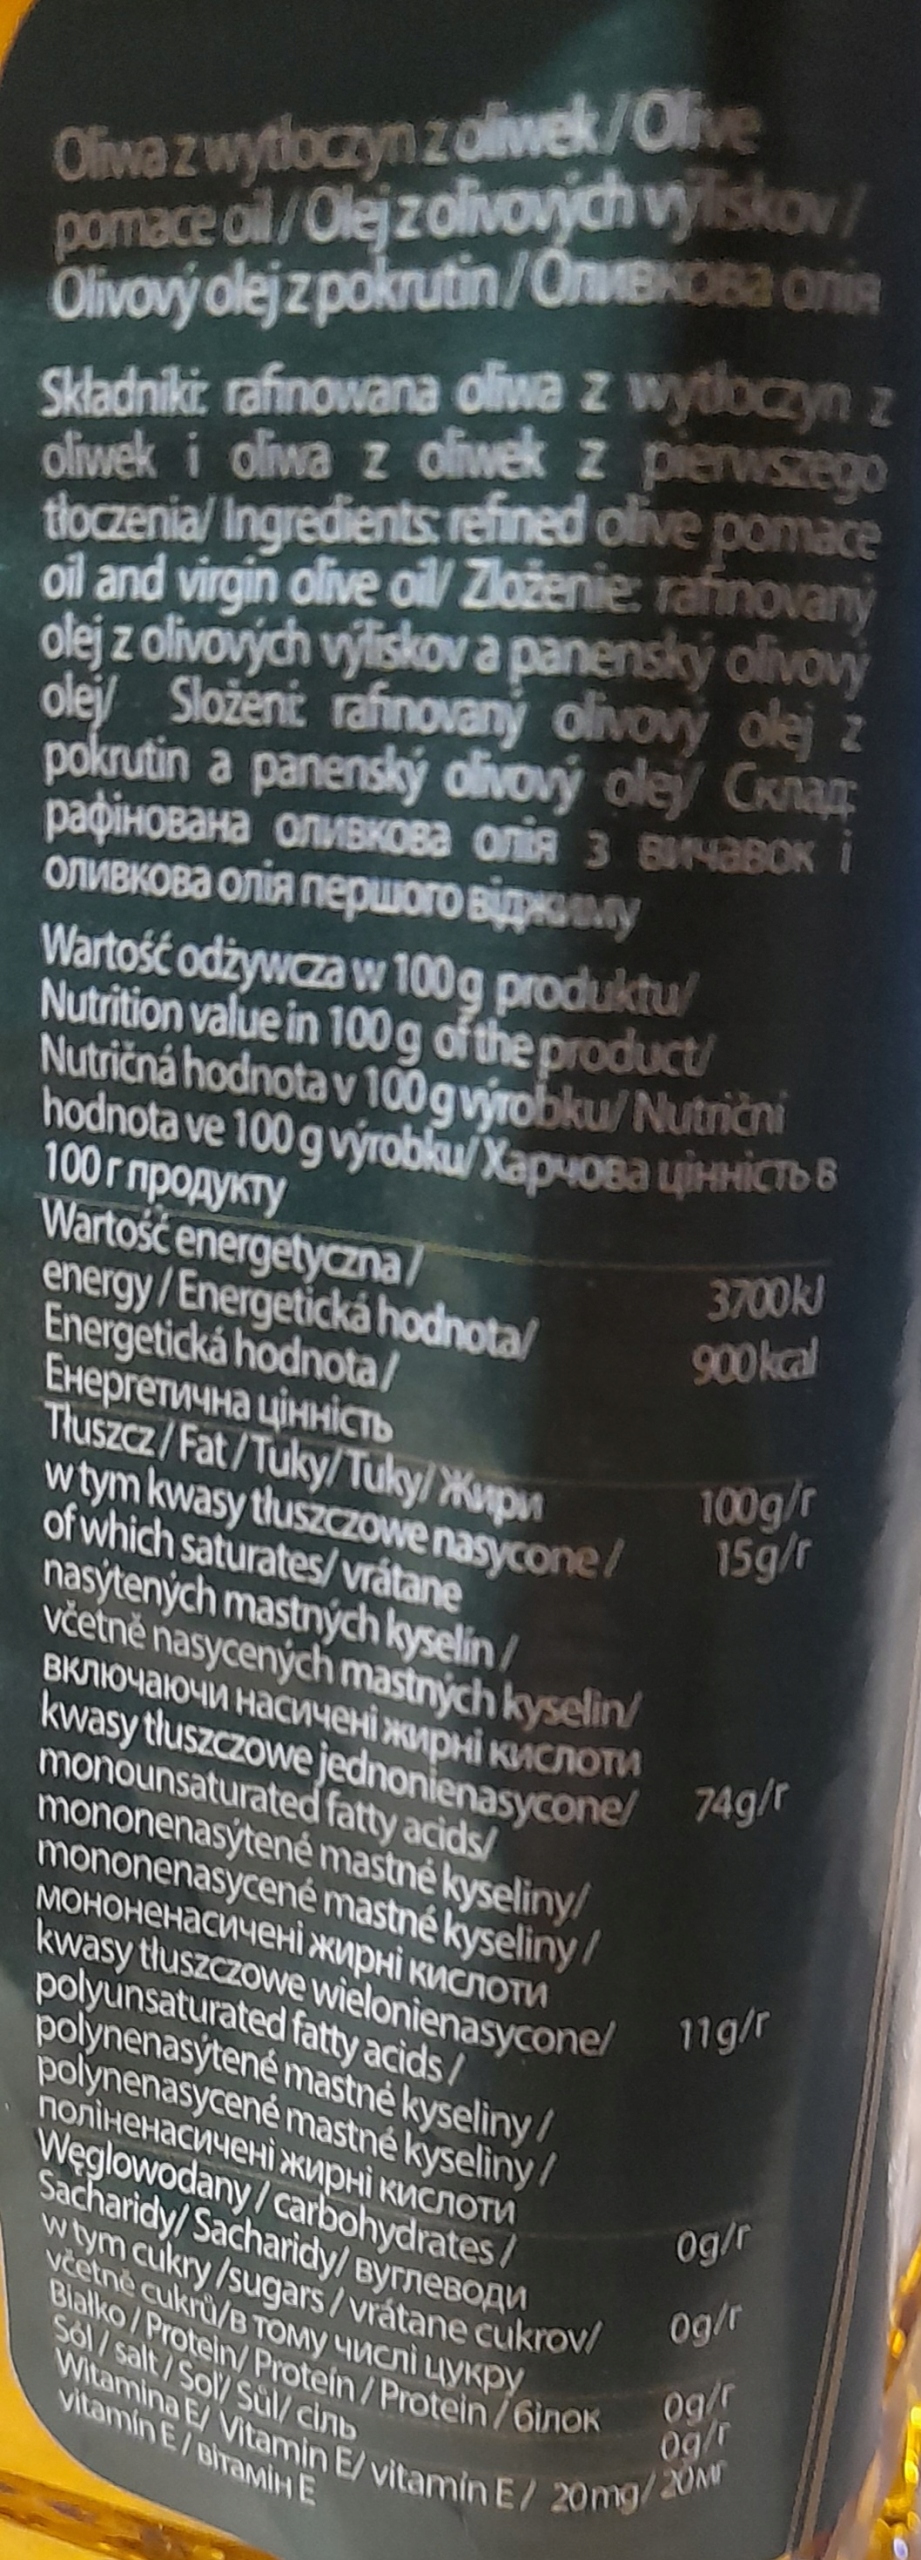 Oliwa z wytłoczyn z oliwek / Olive
pomace oil / Olej z olivových výliskov /
Olivový olej z pokrutin / Оливкова олія
Składniki: rafinowana oliwa z wytłoczyn z
oliwek i oliwa z oliwek z pierwszego
tłoczenia/ Ingredients: refined olive pomace
oil and virgin olive oil/ Zloženie: rafinovaný
olej z olivových výliskov a panenský olivový
olej/ Složení: rafinovaný olivový olej z
pokrutin a panenský olivový olej/ Склад:
рафінована оливкова олія з вичавок і
оливкова олія першого віджиму
Wartość odżywcza w 100 g produktu/
Nutrition value in 100 g of the product/
Nutričná hodnota v 100 g výrobku/ Nutriční
hodnota ve 100 g výrobku/ Харчова цінність в
100 г продукту
Wartość energetyczna /
energy / Energetická hodnota/ 3700 kJ
Energetická hodnota / 900 kcal
Енергетична цінність
Tłuszcz / Fat / Tuky/ Tuky/ Жири 100g/г
w tym kwasy tłuszczowe nasycone / 15g/г
of which saturates/ vrátane
nasýtených mastných kyselín /
včetně nasycených mastných kyselin/
включаючи насичені жирні кислоти
kwasy tłuszczowe jednonienasycone/ 74g/г
monounsaturated fatty acids/
mononenasýtené mastné kyseliny/
mononenasycené mastné kyseliny /
мононенасичені жирні кислоти
kwasy tłuszczowe wielonienasycone/ 11g/г
polyunsaturated fatty acids /
polynenasýtené mastné kyseliny /
polynenasycené mastné kyseliny /
поліненасичені жирні кислоти
Węglowodany / carbohydrates / 0g/г
Sacharidy/ Sacharidy/ вуглеводи
w tym cukry /sugars / vrátane cukrov/ 0g/г
včetně cukrů/в тому числі цукру
Białko / Protein/ Proteín / Protein / білок 0g/г
Sól / salt / Soľ/ Sůl/ сіль 0g/г
Witamina E/ Vitamin E/ vitamín E / 20mg/ 20мг
vitamín E / вітамін E